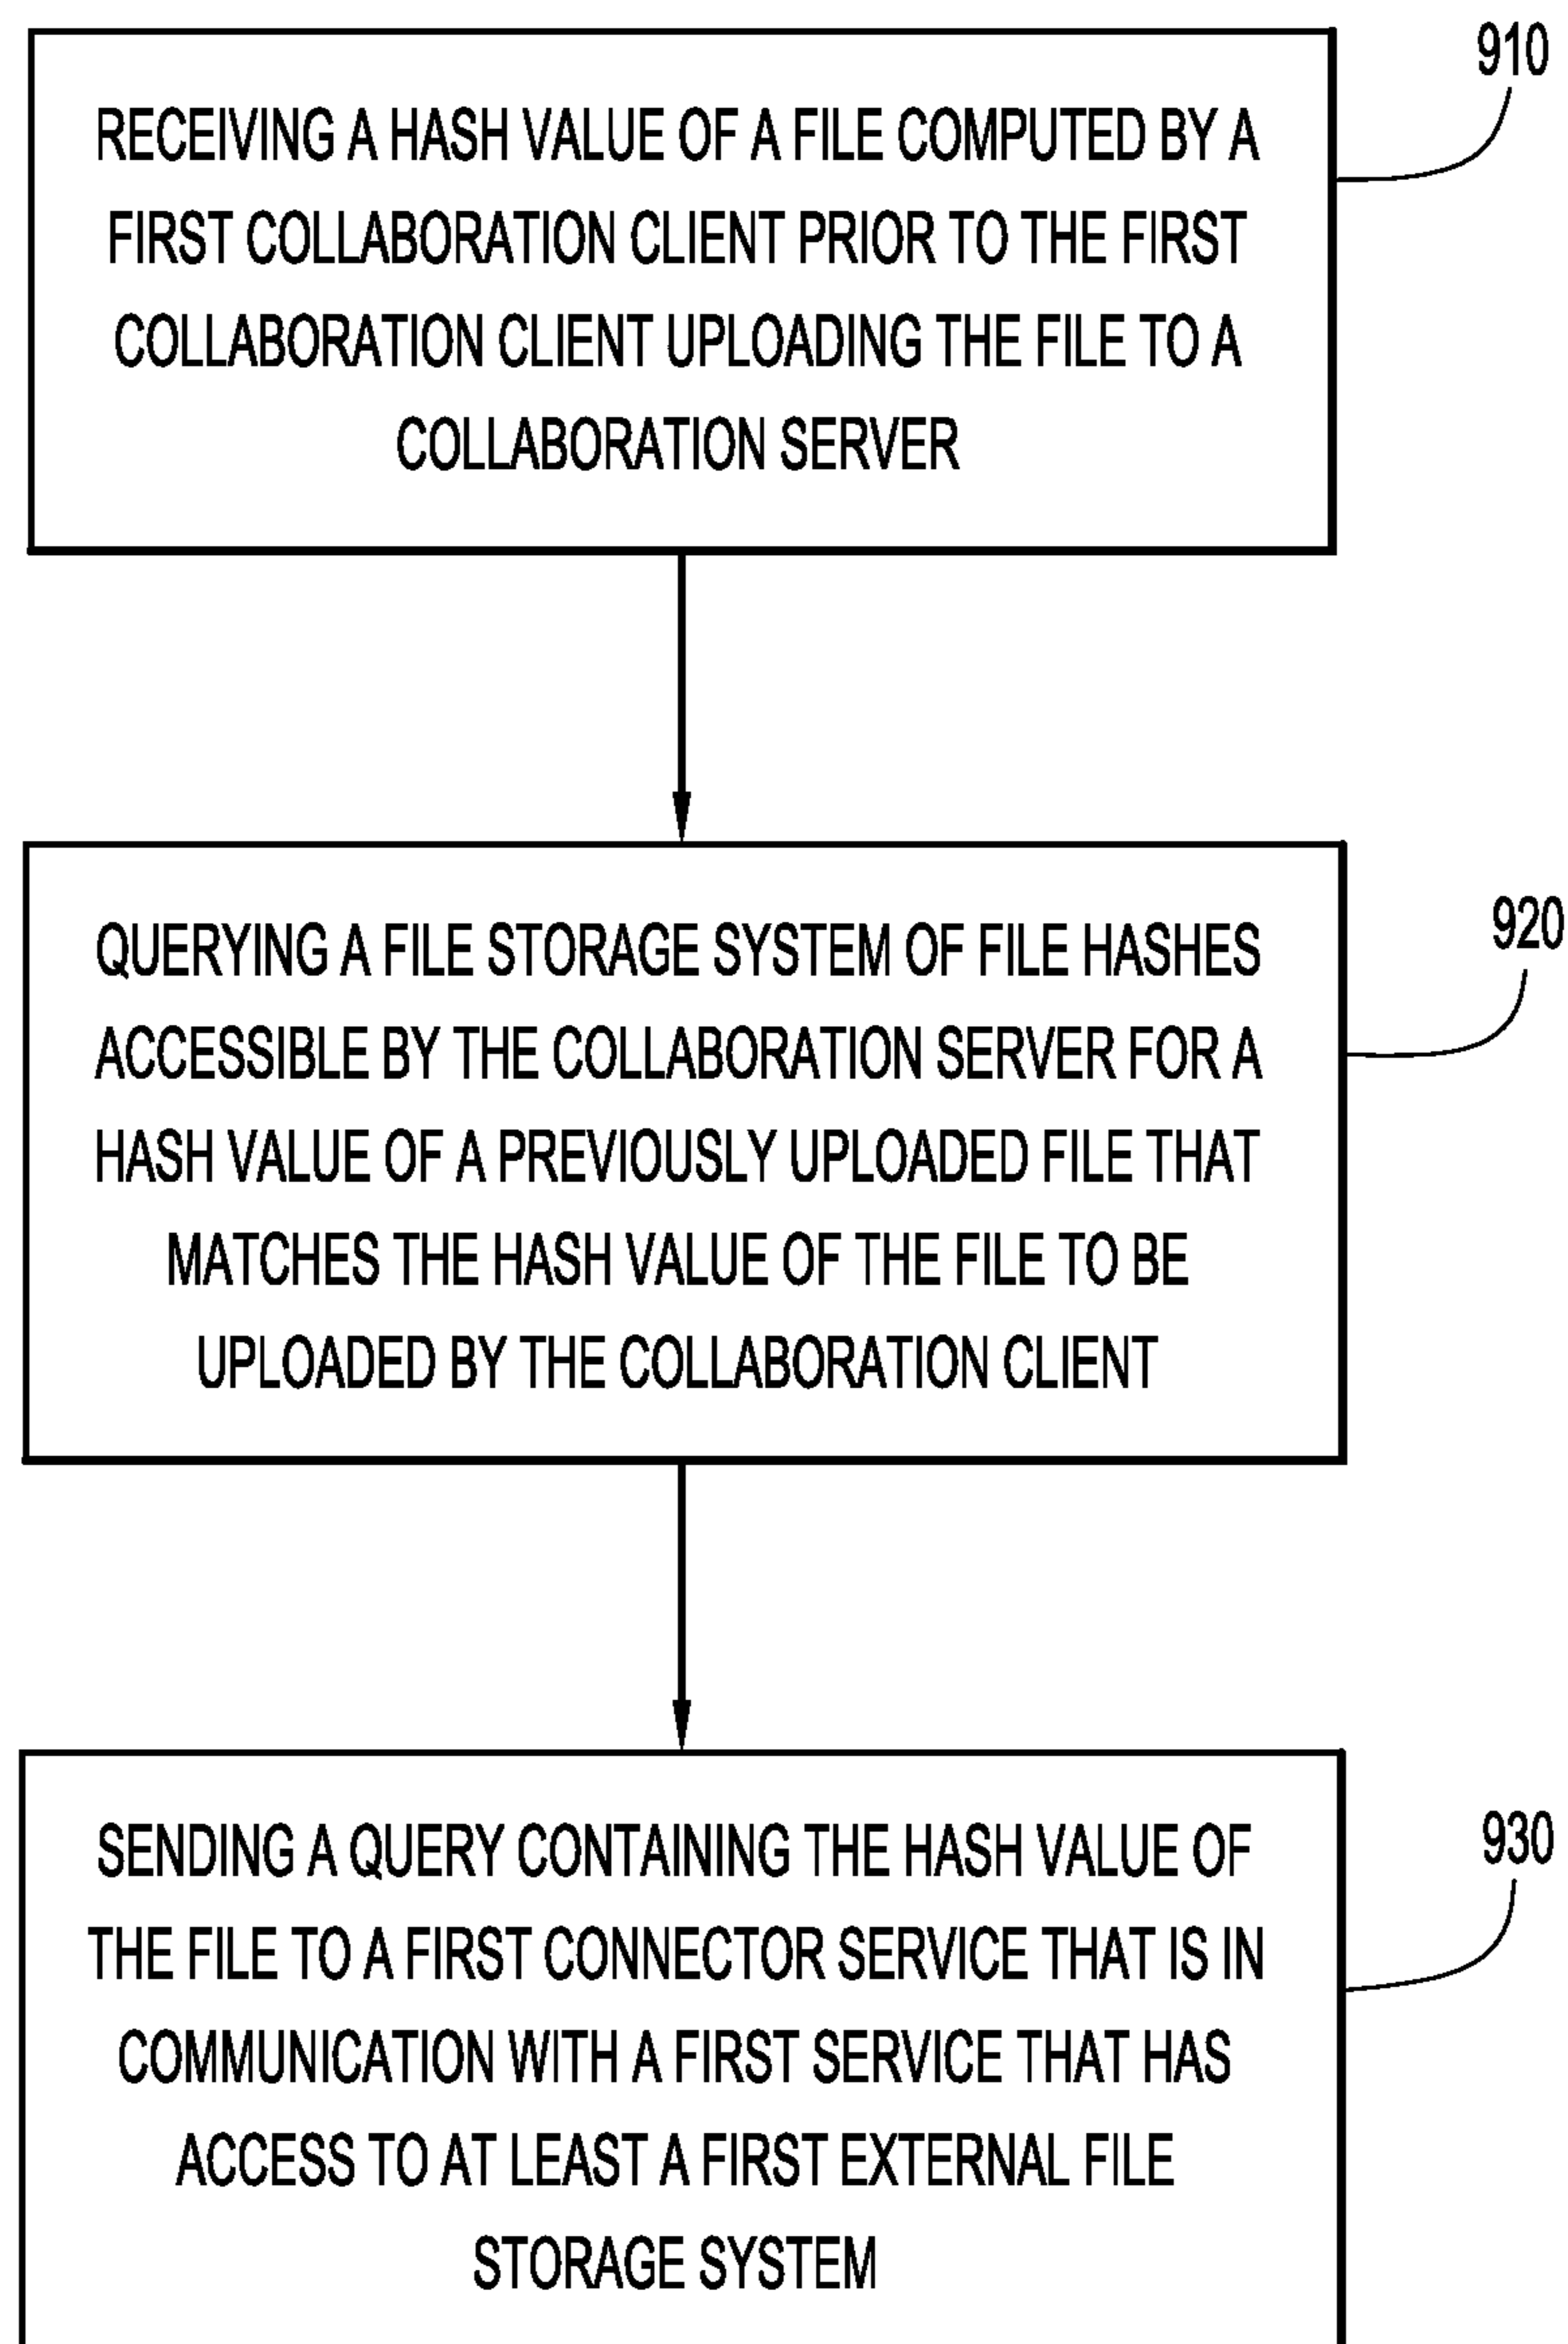 910
RECEIVING A HASH VALUE OF A FILE COMPUTED BY A
FIRST COLLABORATION CLIENT PRIOR TO THE FIRST
COLLABORATION CLIENT UPLOADING THE FILE TO A
COLLABORATION SERVER
920
QUERYING A FILE STORAGE SYSTEM OF FILE HASHES
ACCESSIBLE BY THE COLLABORATION SERVER FOR A
HASH VALUE OF A PREVIOUSLY UPLOADED FILE THAT
MATCHES THE HASH VALUE OF THE FILE TO BE
UPLOADED BY THE COLLABORATION CLIENT
930
SENDING A QUERY CONTAINING THE HASH VALUE OF
THE FILE TO A FIRST CONNECTOR SERVICE THAT IS IN
COMMUNICATION WITH A FIRST SERVICE THAT HAS
ACCESS TO AT LEAST A FIRST EXTERNAL FILE
STORAGE SYSTEM